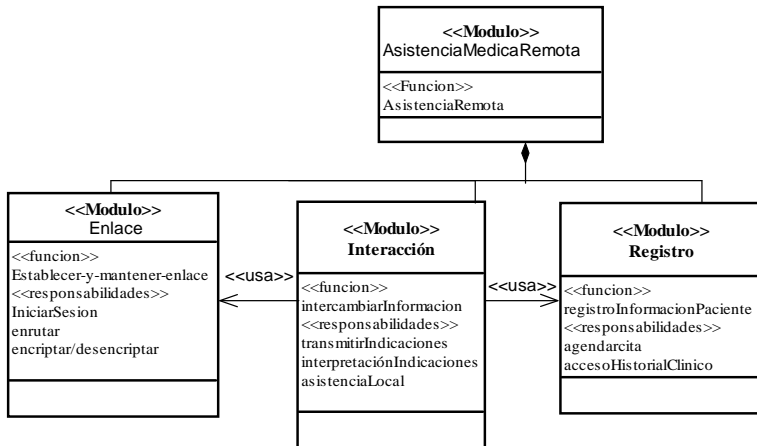 <<Modulo>>
AsistenciaMedicaRemota
<<Funcion>>
AsistenciaRemota
<<Modulo>>
Enlace
<<funcion>>
Establecer-y-mantener-enlace
<<responsabilidades>>
IniciarSesion
enrutar
encriptar/desencriptar
<<usa>>
<<Modulo>>
Interacción
<<funcion>>
intercambiarInformacion
<<responsabilidades>>
transmitirIndicaciones
interpretaciónIndicaciones
asistenciaLocal
<<usa>>
<<Modulo>>
Registro
<<funcion>>
registroInformacionPaciente
<<responsabilidades>>
agendarcita
accesoHistorialClinico